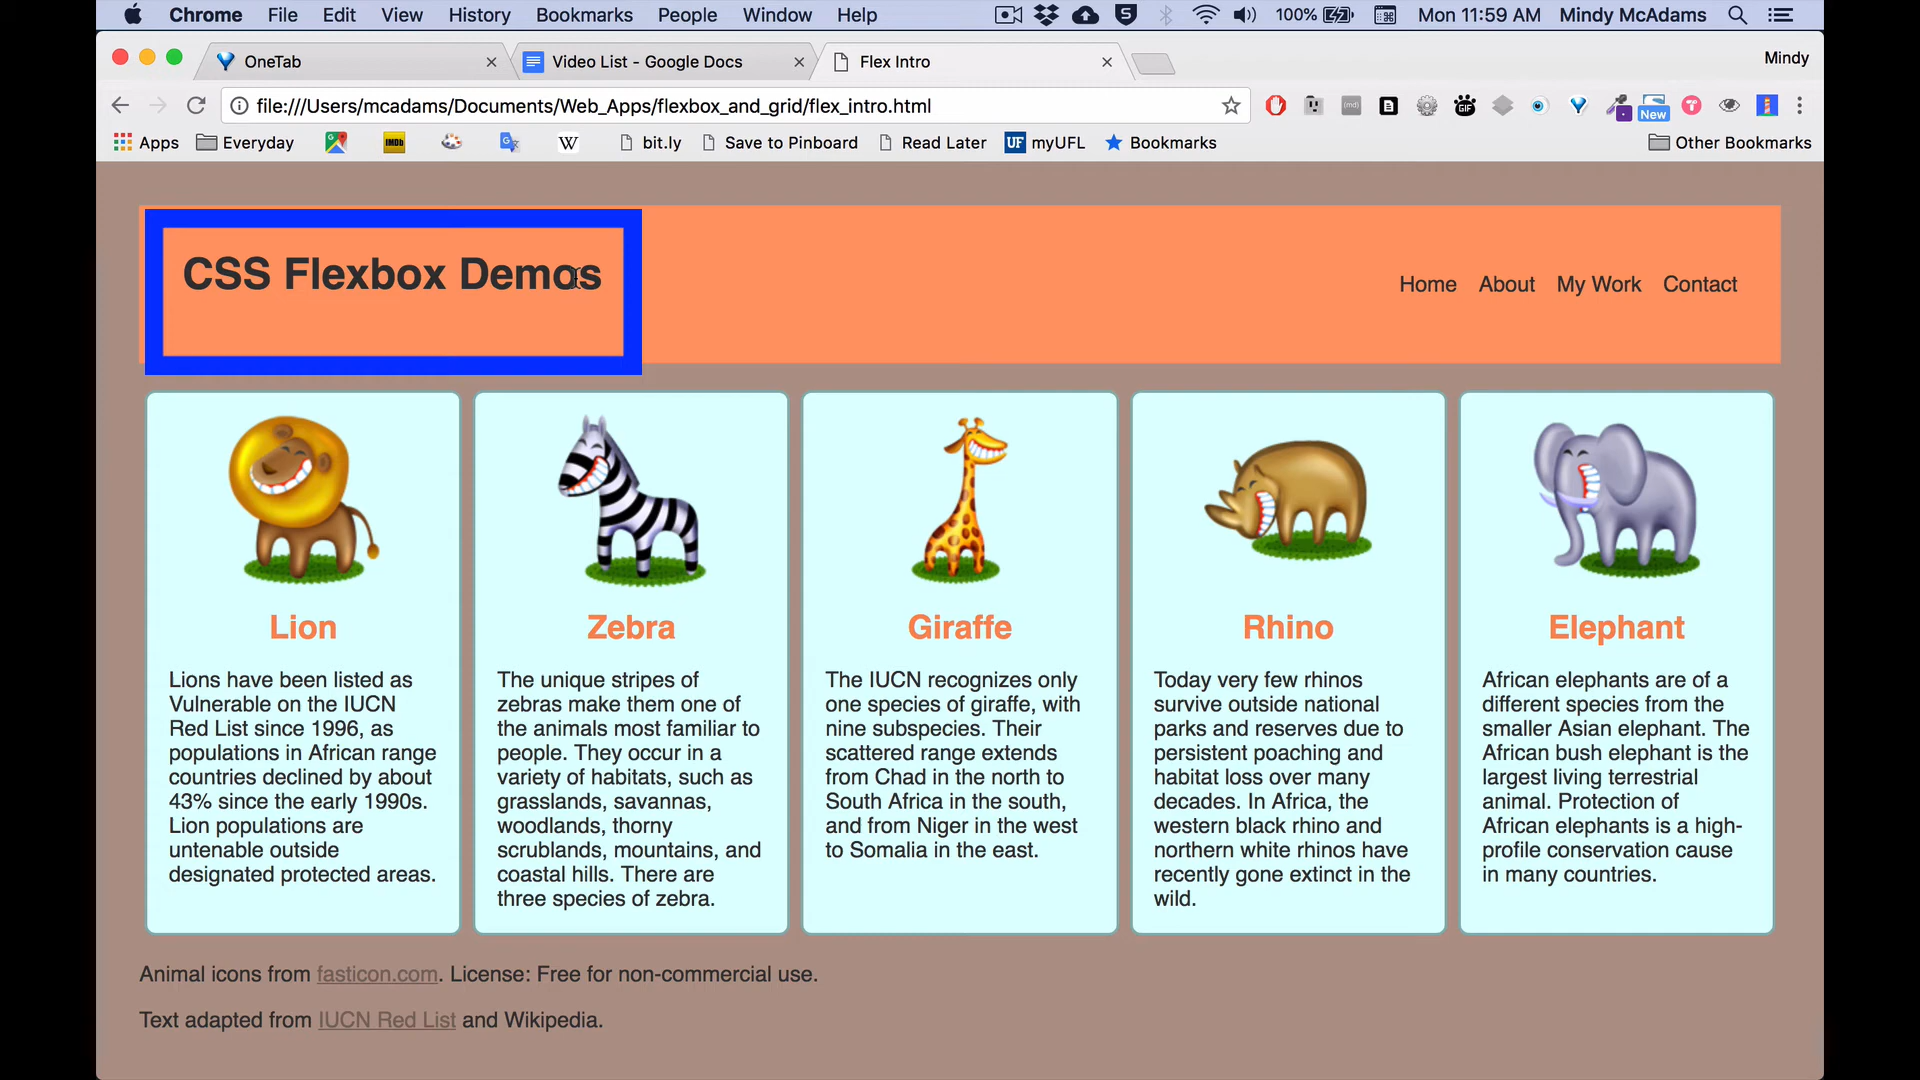 Chrome File Edit View History Bookmarks People Window Help 100% Mon 11:59 AM Mindy McAdams
OneTab Video List - Google Docs Flex Intro Mindy
file:///Users/mcadams/Documents/Web_Apps/flexbox_and_grid/flex_intro.html New
Apps Everyday IMDb W bit.ly Save to Pinboard Read Later UF myUFL Bookmarks Other Bookmarks
CSS Flexbox Demos
Home About My Work Contact
Lion
Lions have been listed as
Vulnerable on the IUCN
Red List since 1996, as
populations in African range
countries declined by about
43% since the early 1990s.
Lion populations are
untenable outside
designated protected areas.
Zebra
The unique stripes of
zebras make them one of
the animals most familiar to
people. They occur in a
variety of habitats, such as
grasslands, savannas,
woodlands, thorny
scrublands, mountains, and
coastal hills. There are
three species of zebra.
Giraffe
The IUCN recognizes only
one species of giraffe, with
nine subspecies. Their
scattered range extends
from Chad in the north to
South Africa in the south,
and from Niger in the west
to Somalia in the east.
Rhino
Today very few rhinos
survive outside national
parks and reserves due to
persistent poaching and
habitat loss over many
decades. In Africa, the
western black rhino and
northern white rhinos have
recently gone extinct in the
wild.
Elephant
African elephants are of a
different species from the
smaller Asian elephant. The
African bush elephant is the
largest living terrestrial
animal. Protection of
African elephants is a high-
profile conservation cause
in many countries.
Animal icons from fasticon.com. License: Free for non-commercial use.
Text adapted from IUCN Red List and Wikipedia.